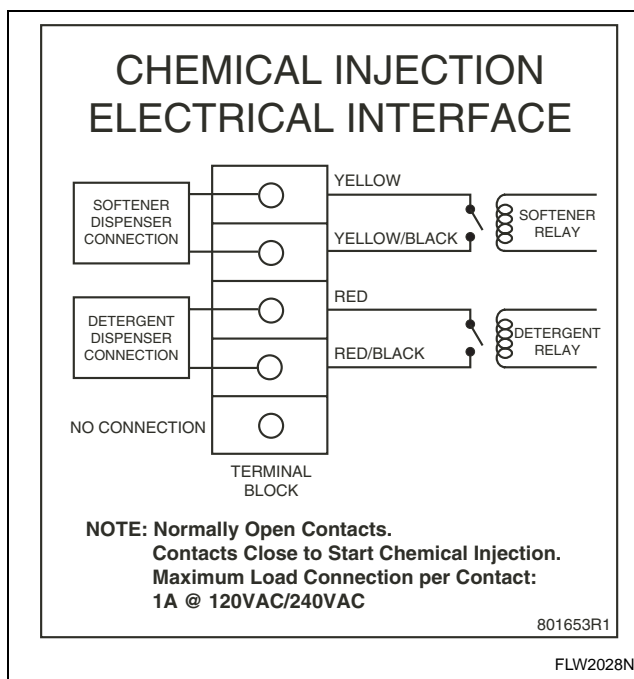 CHEMICAL INJECTION
ELECTRICAL INTERFACE
SOFTENER
DISPENSER
CONNECTION
YELLOW
YELLOW/BLACK
SOFTENER
RELAY
DETERGENT
DISPENSER
CONNECTION
RED
RED/BLACK
DETERGENT
RELAY
NO CONNECTION
TERMINAL
BLOCK
NOTE: Normally Open Contacts.
Contacts Close to Start Chemical Injection.
Maximum Load Connection per Contact:
1A @ 120VAC/240VAC
801653R1
FLW2028N